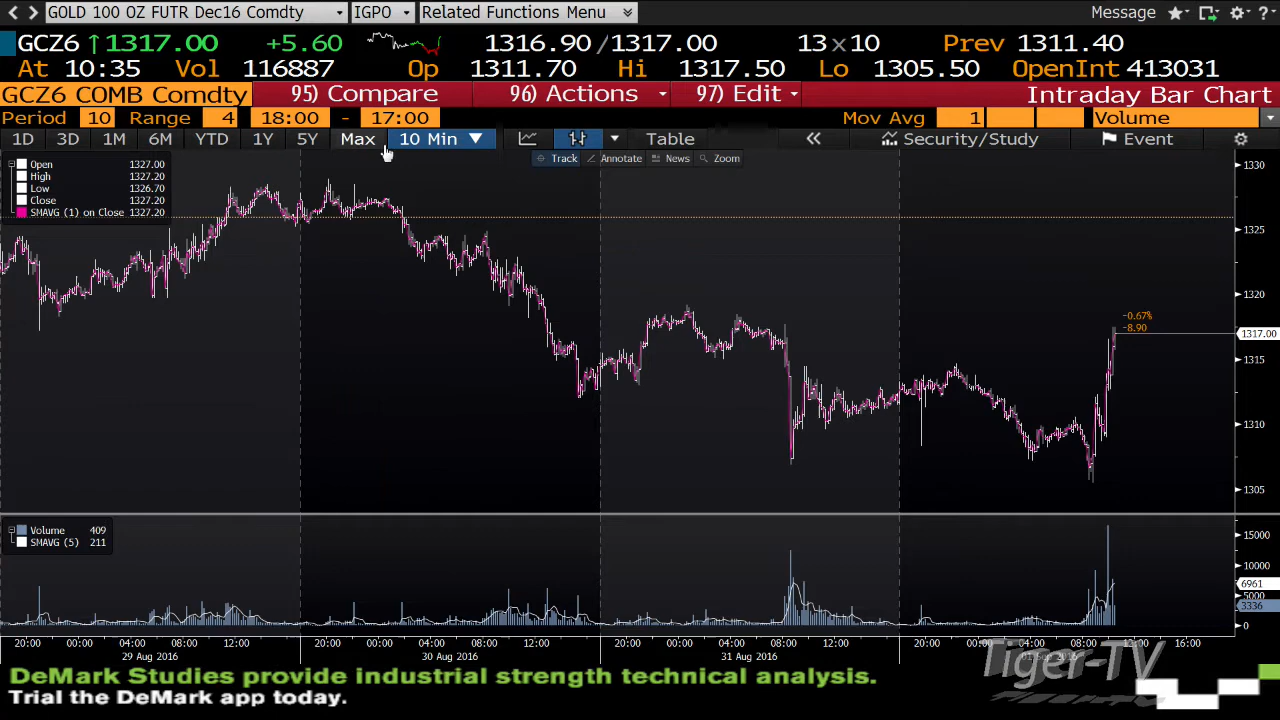 GOLD 100 OZ FUTR Dec16 Comdty IGPO Related Functions Menu Message
GCZ6 ↑1317.00 +5.60 1316.90/1317.00 13x10 Prev 1311.40
At 10:35 Vol 116887 Op 1311.70 Hi 1317.50 Lo 1305.50 OpenInt 413031
GCZ6 COMB Comdty 95) Compare 96) Actions 97) Edit Intraday Bar Chart
Period 10 Range 4 18:00 - 17:00 Mov Avg 1 Volume
1D 3D 1M 6M YTD 1Y 5Y Max 10 Min Table Security/Study Event
Track Annotate News Zoom
Open 1327.00
High 1327.20
Low 1326.70
Close 1327.20
SMAVG (1) on Close 1327.20
1330
1325
1320
-0.67%
-8.90
1317.00
1315
1310
1305
Volume 409
SMAVG (5) 211
15000
10000
6961
5000
3336
0
20:00 00:00 04:00 08:00 12:00 20:00 00:00 04:00 08:00 12:00 20:00 00:00 04:00 08:00 12:00 20:00 00:00 04:00 08:00 12:00 16:00
29 Aug 2016 30 Aug 2016 31 Aug 2016 01 Sep 2016
Tiger-TV
DeMark Studies provide industrial strength technical analysis.
Trial the DeMark app today.